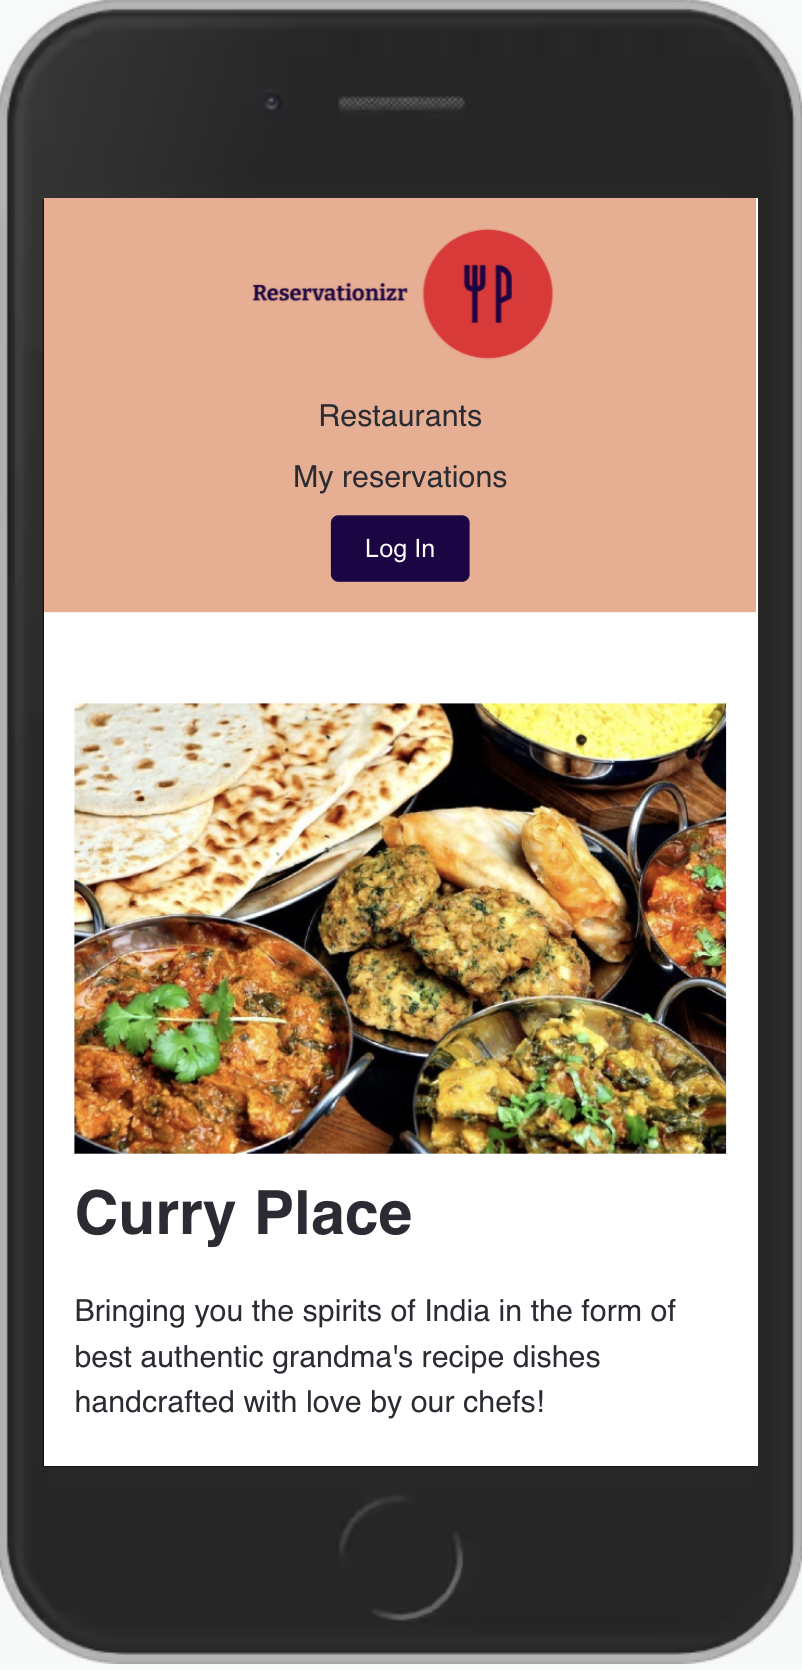 Reservationizr
Restaurants
My reservations
Log In
Curry Place
Bringing you the spirits of India in the form of
best authentic grandma's recipe dishes
handcrafted with love by our chefs!